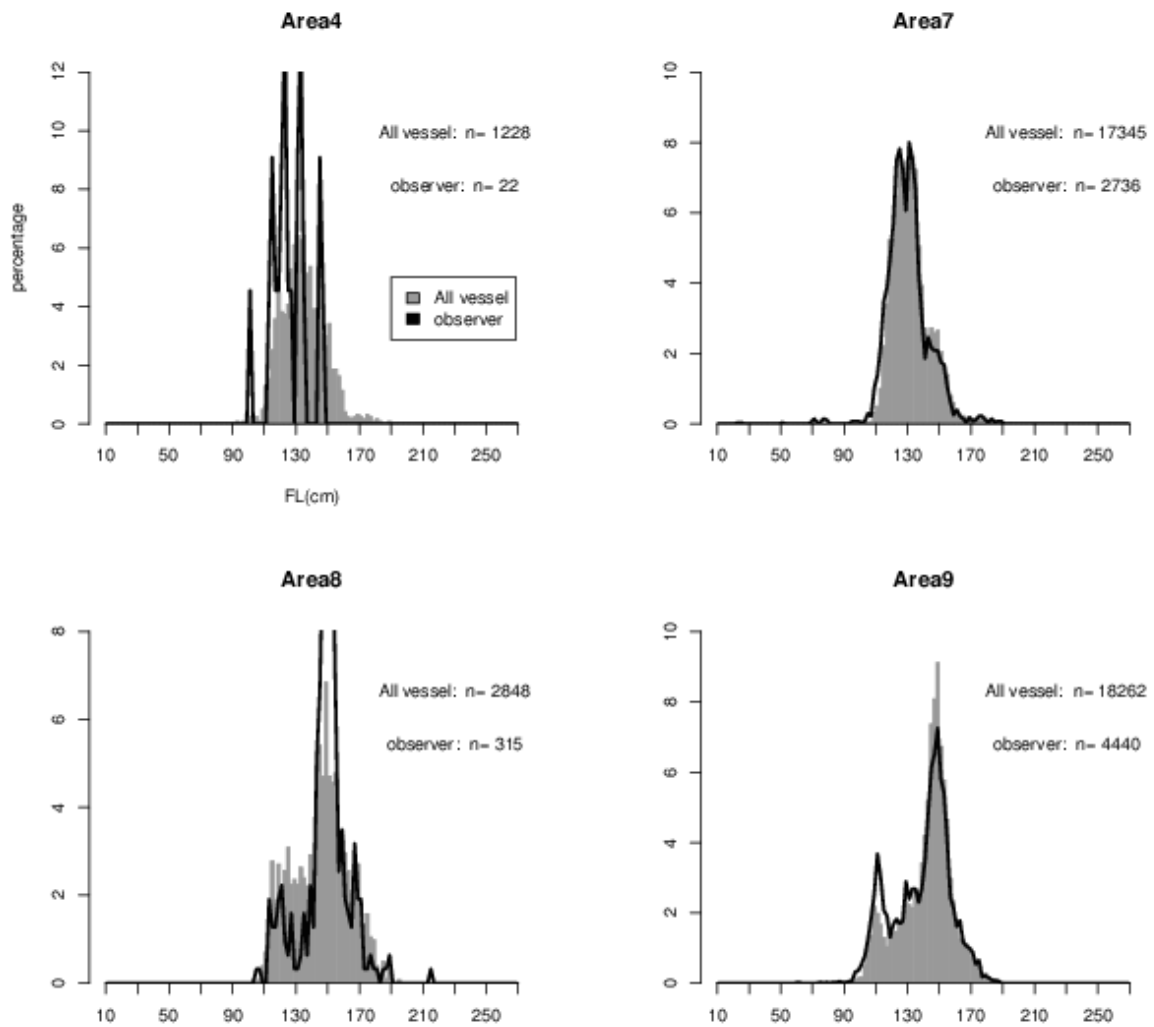 Area4
12
10
8
6
4
2
0
percentage
All vessel: n= 1228
observer: n= 22
All vessel
observer
10 50 90 130 170 210 250
FL(cm)
Area7
10
8
6
4
2
0
All vessel: n= 17345
observer: n= 2736
10 50 90 130 170 210 250
Area8
8
6
4
2
0
All vessel: n= 2848
observer: n= 315
10 50 90 130 170 210 250
Area9
10
8
6
4
2
0
All vessel: n= 18262
observer: n= 4440
10 50 90 130 170 210 250